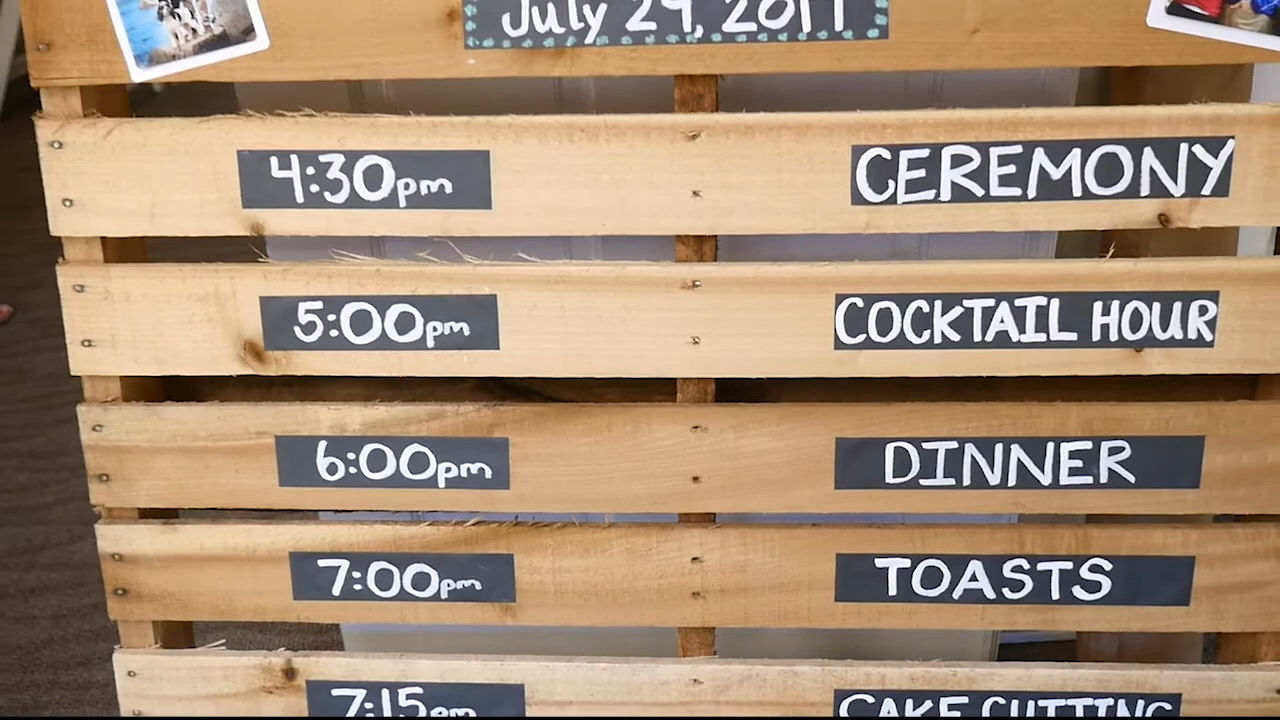 July 29, 2017
4:30pm CEREMONY
5:00pm COCKTAIL HOUR
6:00pm DINNER
7:00pm TOASTS
7:15pm CAKE CUTTING